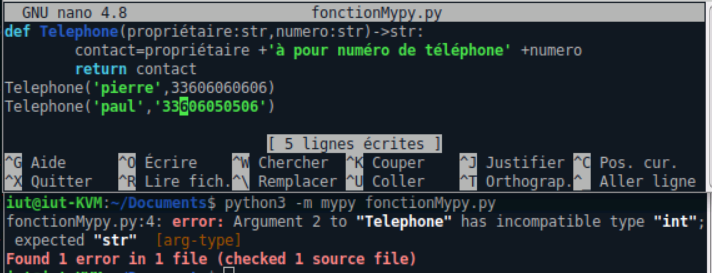 GNU nano 4.8 fonctionMypy.py
def Telephone(propriétaire:str,numero:str)->str:
contact=propriétaire +'à pour numéro de téléphone' +numero
return contact
Telephone('pierre',33606060606)
Telephone('paul','33606050506')
[ 5 lignes écrites ]
^G Aide ^O Écrire ^W Chercher ^K Couper ^J Justifier ^C Pos. cur.
^X Quitter ^R Lire fich. ^\ Remplacer ^U Coller ^T Orthograp. ^ Aller ligne
iut@iut-KVM:~/Documents$ python3 -m mypy fonctionMypy.py
fonctionMypy.py:4: error: Argument 2 to "Telephone" has incompatible type "int";
expected "str" [arg-type]
Found 1 error in 1 file (checked 1 source file)